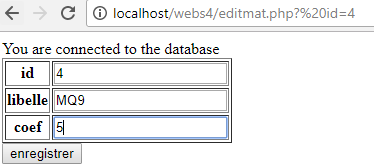 localhost/webs4/editmat.php?%20id=4
You are connected to the database
id 4
libelle MQ9
coef 5
enregistrer